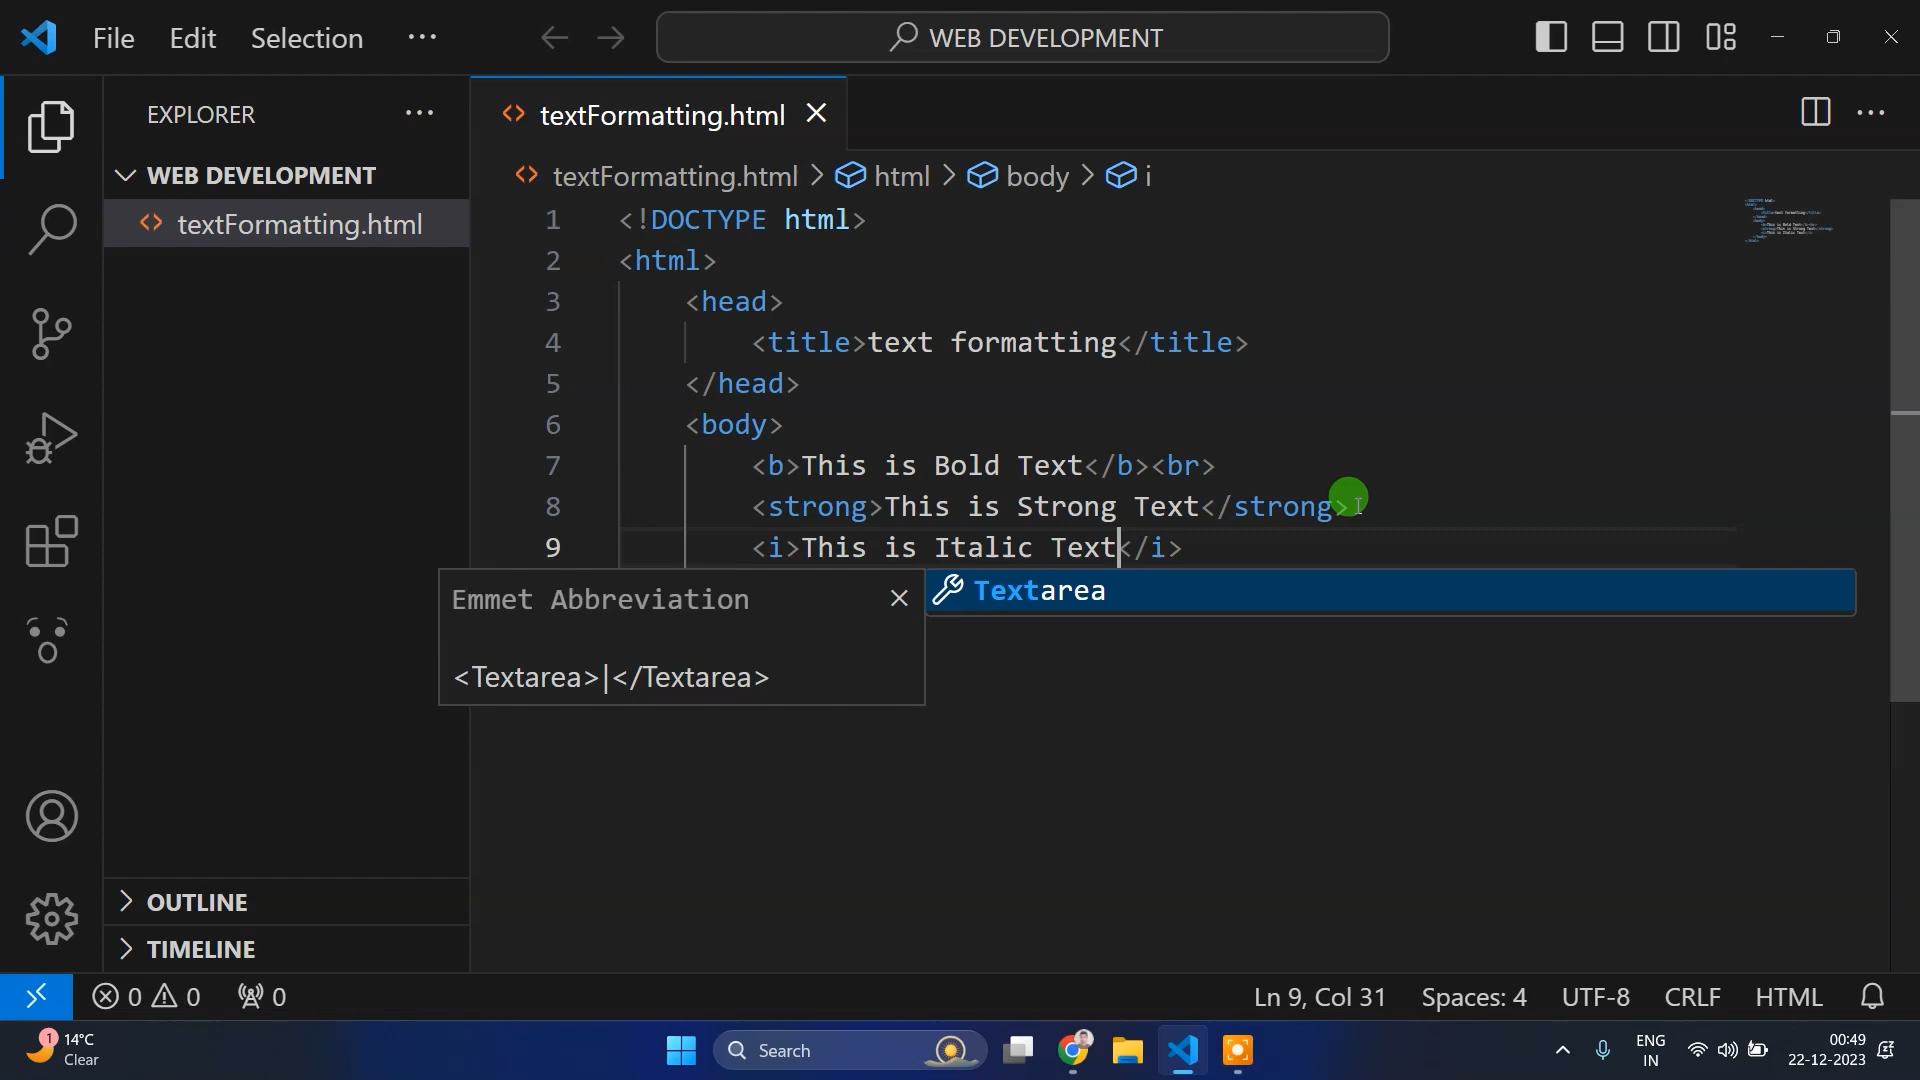 File Edit Selection ··· WEB DEVELOPMENT
EXPLORER ···
WEB DEVELOPMENT
textFormatting.html
textFormatting.html
textFormatting.html > html > body > i
1 <!DOCTYPE html>
2 <html>
3 <head>
4 <title>text formatting</title>
5 </head>
6 <body>
7 <b>This is Bold Text</b><br>
8 <strong>This is Strong Text</strong>
9 <i>This is Italic Text</i>
Emmet Abbreviation
<Textarea>|</Textarea>
Textarea
OUTLINE
TIMELINE
0 0 0 Ln 9, Col 31 Spaces: 4 UTF-8 CRLF HTML
1
14°C
Clear
Search
ENG
IN
00:49
22-12-2023